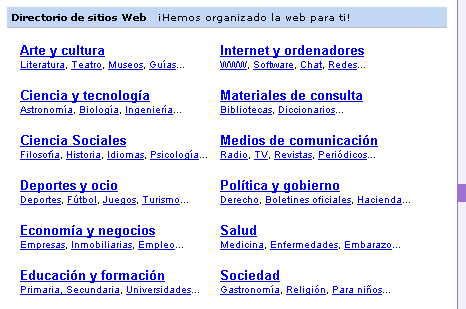 Directorio de sitios Web ¡Hemos organizado la web para ti!
Arte y cultura
Literatura, Teatro, Museos, Guías...
Internet y ordenadores
WWW, Software, Chat, Redes...
Ciencia y tecnología
Astronomía, Biología, Ingeniería...
Materiales de consulta
Bibliotecas, Diccionarios...
Ciencia Sociales
Filosofía, Historia, Idiomas, Psicología...
Medios de comunicación
Radio, TV, Revistas, Periódicos...
Deportes y ocio
Deportes, Fútbol, Juegos, Turismo...
Política y gobierno
Derecho, Boletines oficiales, Hacienda...
Economía y negocios
Empresas, Inmobiliarias, Empleo...
Salud
Medicina, Enfermedades, Embarazo...
Educación y formación
Primaria, Secundaria, Universidades...
Sociedad
Gastronomía, Religión, Para niños...